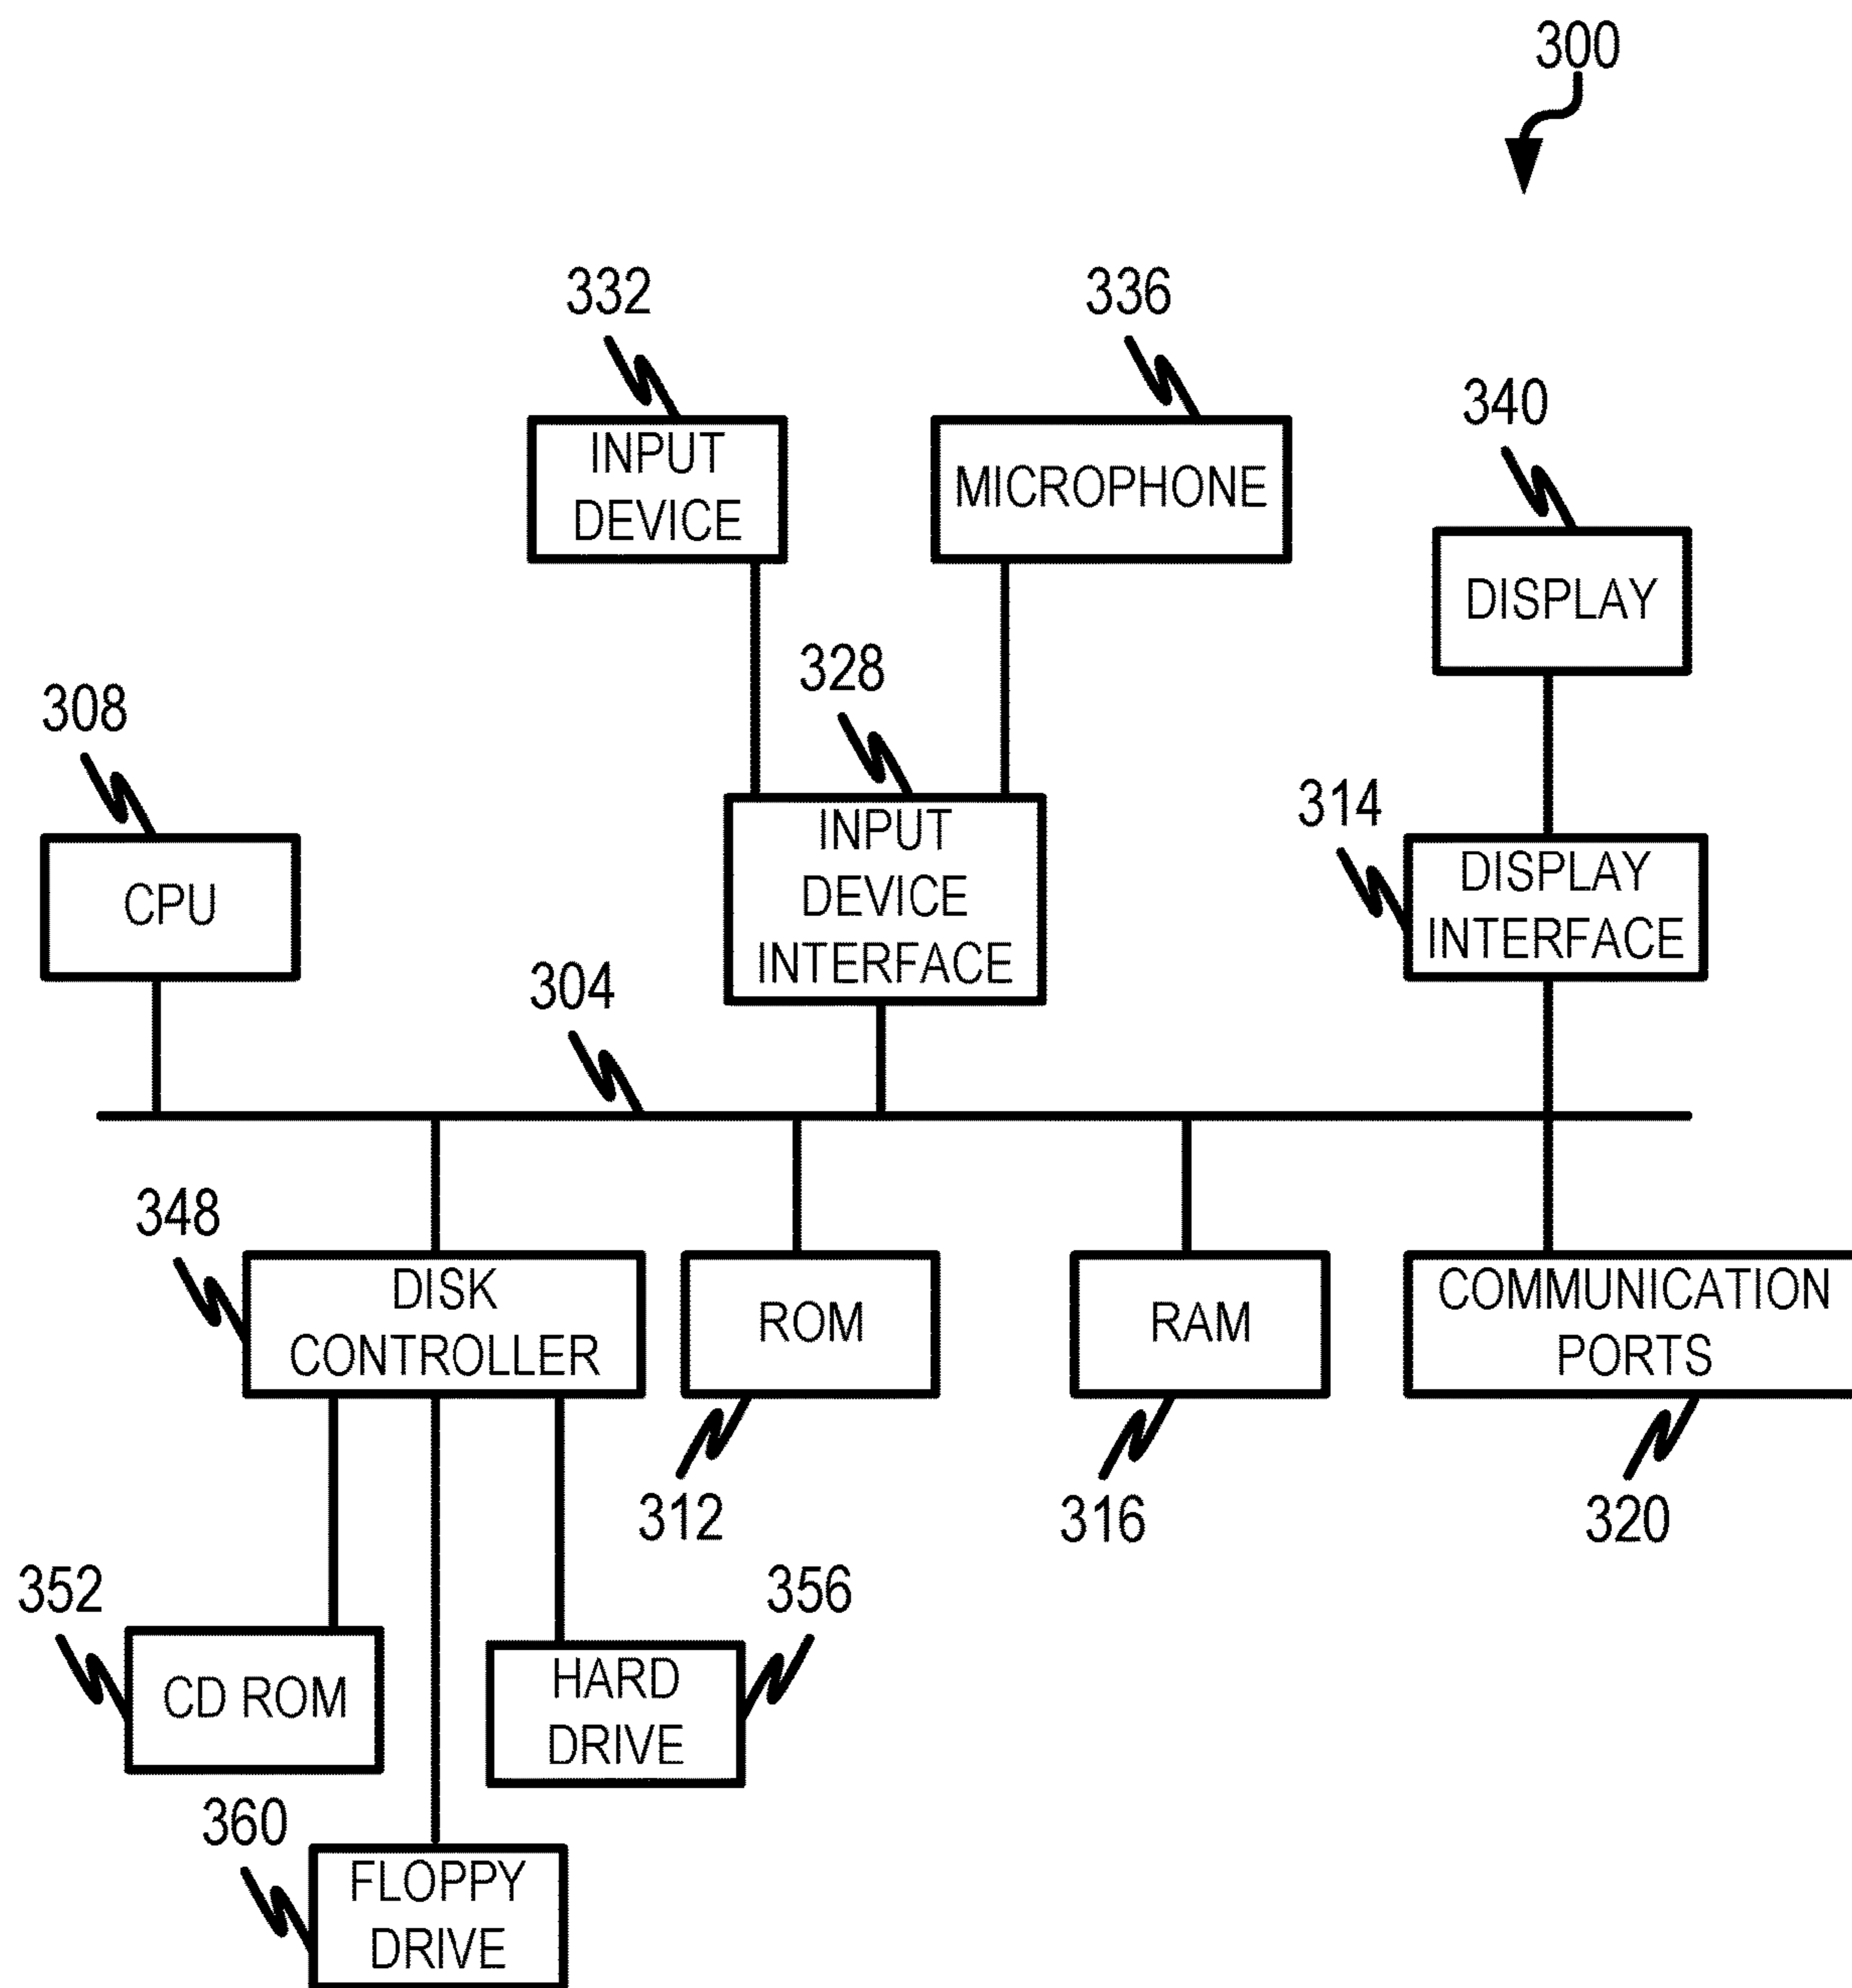 300
332
336
340
INPUT
DEVICE
MICROPHONE
DISPLAY
328
308
314
INPUT
DEVICE
INTERFACE
DISPLAY
INTERFACE
CPU
304
348
DISK
CONTROLLER
ROM
RAM
COMMUNICATION
PORTS
312
316
320
352
356
CD ROM
HARD
DRIVE
360
FLOPPY
DRIVE